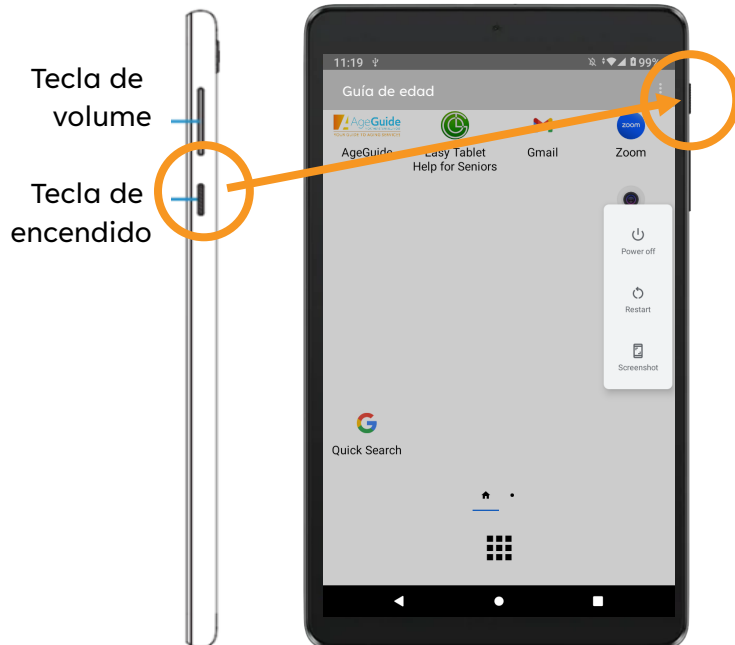 Tecla de
volume
Tecla de
encendido
11:19
99%
Guía de edad
AgeGuide
AgeGuide
Easy Tablet
Help for Seniors
Gmail
zoom
Zoom
Power off
Restart
Screenshot
G
Quick Search